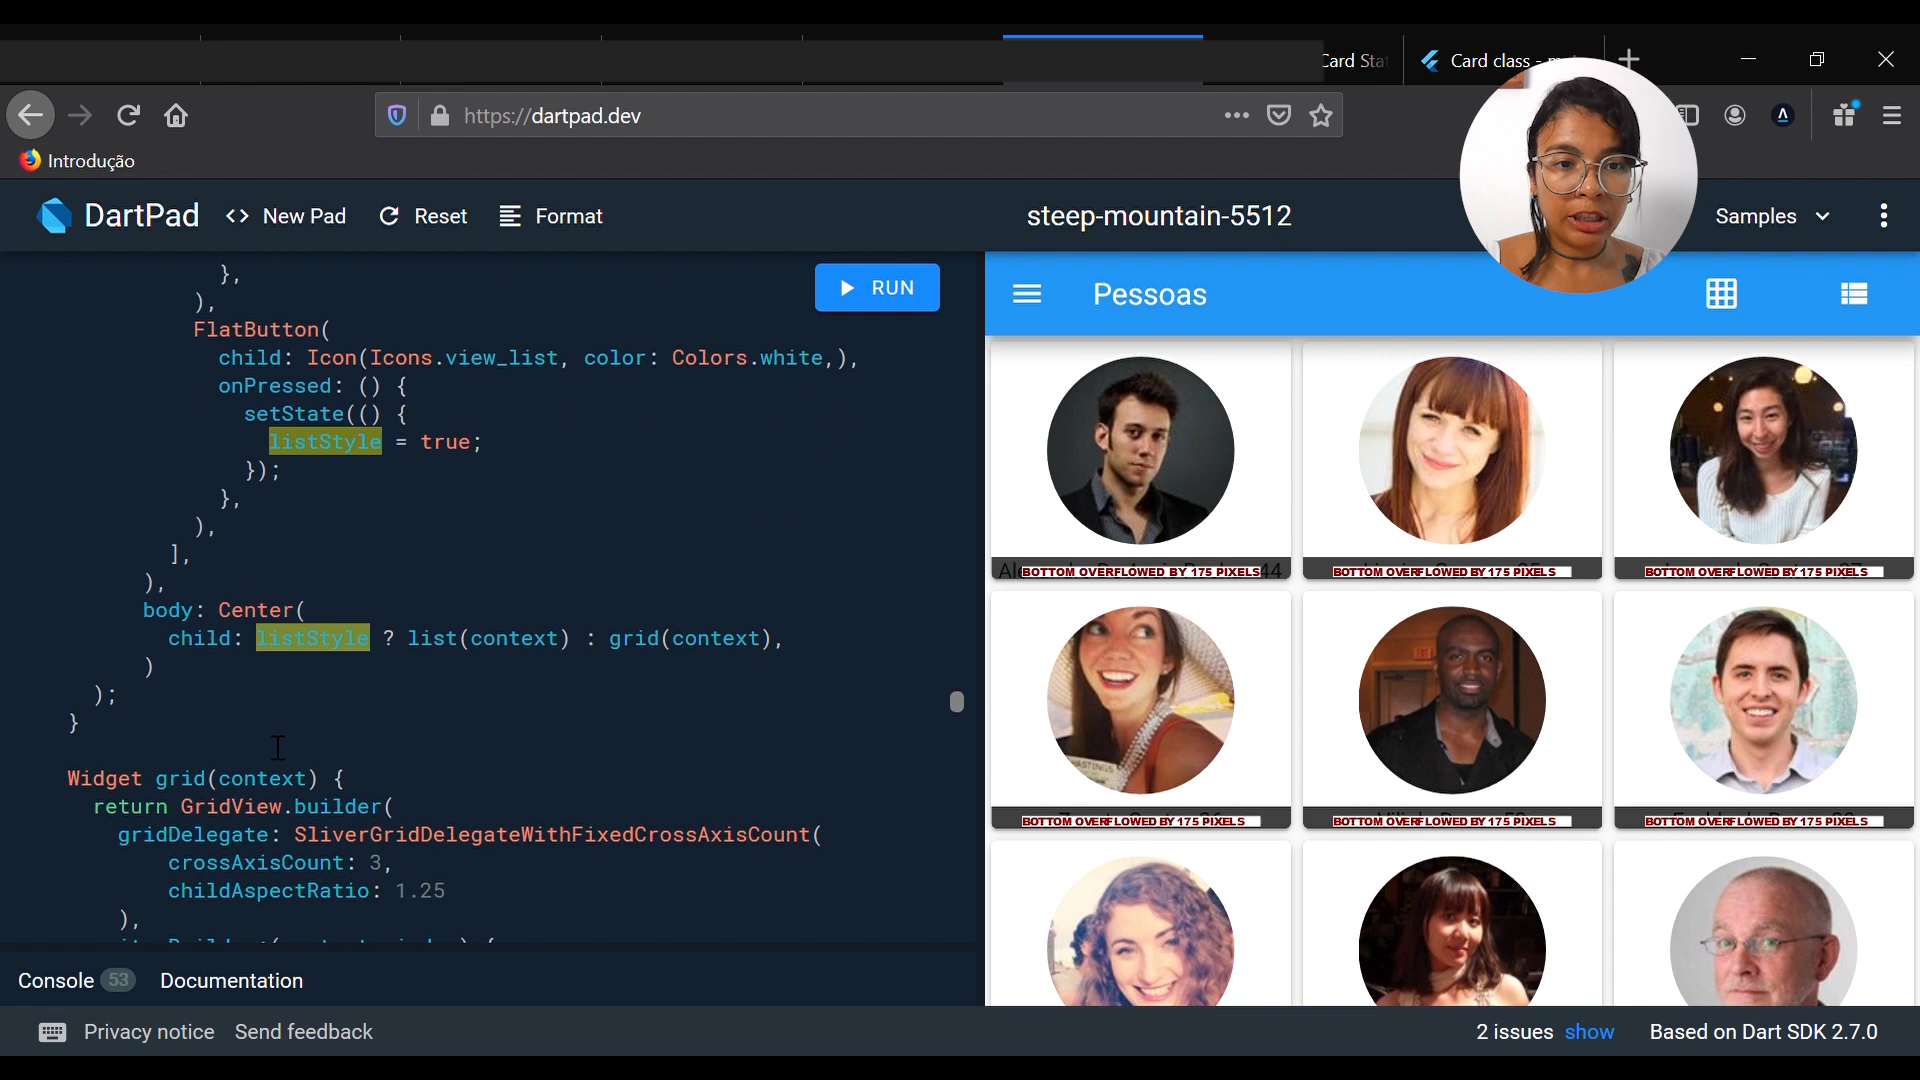 Card Sta
Card class -
https://dartpad.dev
Introdução
DartPad
<> New Pad
Reset
Format
steep-mountain-5512
Samples
},
),
FlatButton(
child: Icon(Icons.view_list, color: Colors.white,),
onPressed: () {
setState(() {
listStyle = true;
});
},
),
],
),
body: Center(
child: listStyle ? list(context) : grid(context),
)
);
}
Widget grid(context) {
return GridView.builder(
gridDelegate: SliverGridDelegateWithFixedCrossAxisCount(
crossAxisCount: 3,
childAspectRatio: 1.25
),
RUN
Pessoas
BOTTOM OVERFLOWED BY 175 PIXELS
44
BOTTOM OVERFLOWED BY 175 PIXELS
BOTTOM OVERFLOWED BY 175 PIXELS
BOTTOM OVERFLOWED BY 175 PIXELS
BOTTOM OVERFLOWED BY 175 PIXELS
BOTTOM OVERFLOWED BY 175 PIXELS
Console 53
Documentation
Privacy notice
Send feedback
2 issues show
Based on Dart SDK 2.7.0